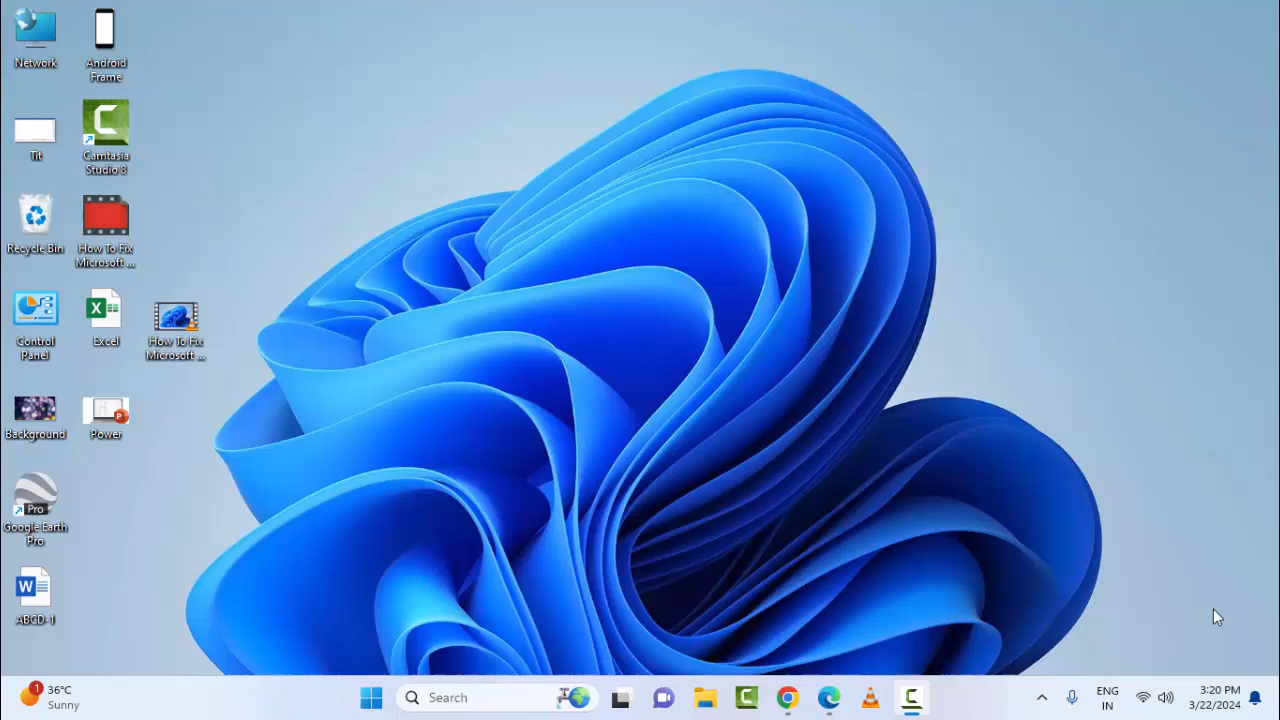 Network
Android
Frame
Tit
Camtasia
Studio 8
Recycle Bin
How To Fix
Microsoft ...
Control
Panel
Excel
How To Fix
Microsoft ...
Background
Power
Pro
Google Earth
Pro
ABCD-1
1
36°C
Sunny
Search
ENG
IN
3:20 PM
3/22/2024